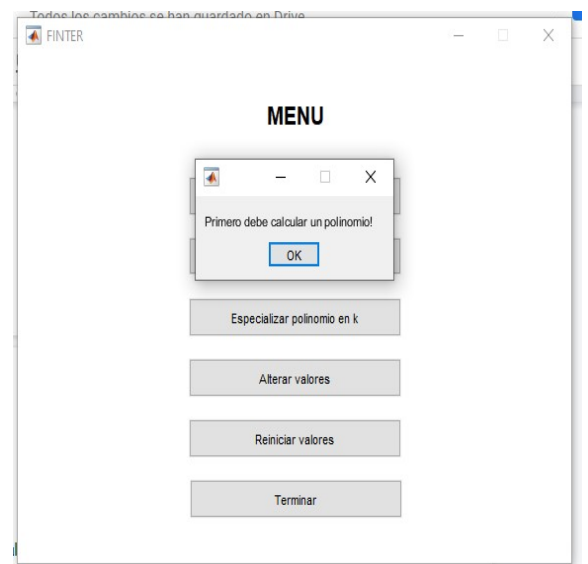 Todos los cambios se han guardado en Drive
FINTER
MENU
Primero debe calcular un polinomio!
OK
Especializar polinomio en k
Alterar valores
Reiniciar valores
Terminar